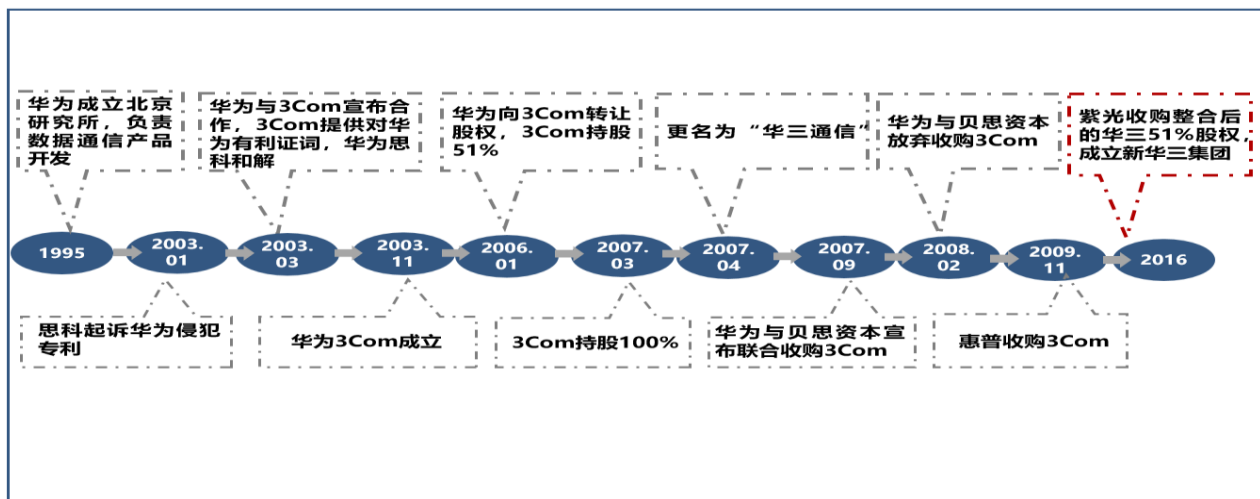 华为成立北京
研究所，负责
数据通信产品
开发
华为与3Com宣布合
作，3Com提供对华
为有利证词，华为思
科和解
华为向3Com转让
股权，3Com持股
51%
更名为“华三通信”
华为与贝思资本
放弃收购3Com
紫光收购整合后
的华三51%股权，
成立新华三集团
1995
2003.
01
2003.
03
2003.
11
2006.
01
2007.
03
2007.
04
2007.
09
2008.
02
2009.
11
2016
思科起诉华为侵犯
专利
华为3Com成立
3Com持股100%
华为与贝思资本宣
布联合收购3Com
惠普收购3Com